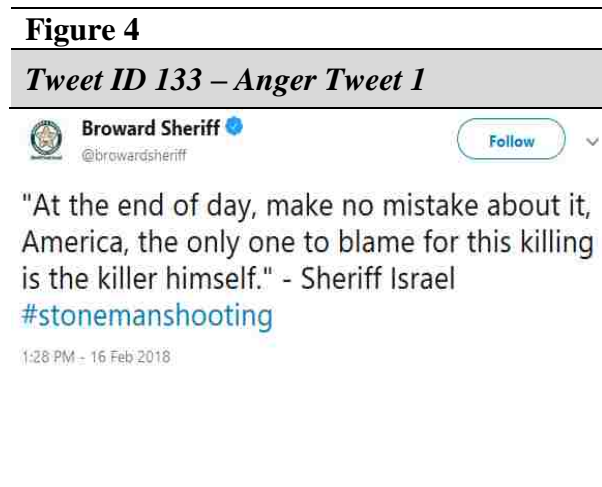 Figure 4
Tweet ID 133 – Anger Tweet 1
Broward Sheriff
@browardsheriff
Follow
"At the end of day, make no mistake about it,
America, the only one to blame for this killing
is the killer himself." - Sheriff Israel
#stonemanshooting
1:28 PM - 16 Feb 2018